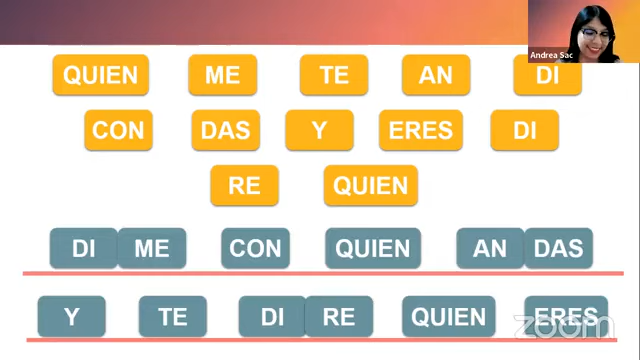 Andrea Sac
QUIEN ME TE AN DI
CON DAS Y ERES DI
RE QUIEN
DI ME CON QUIEN AN DAS
Y TE DI RE QUIEN ERES
zoom